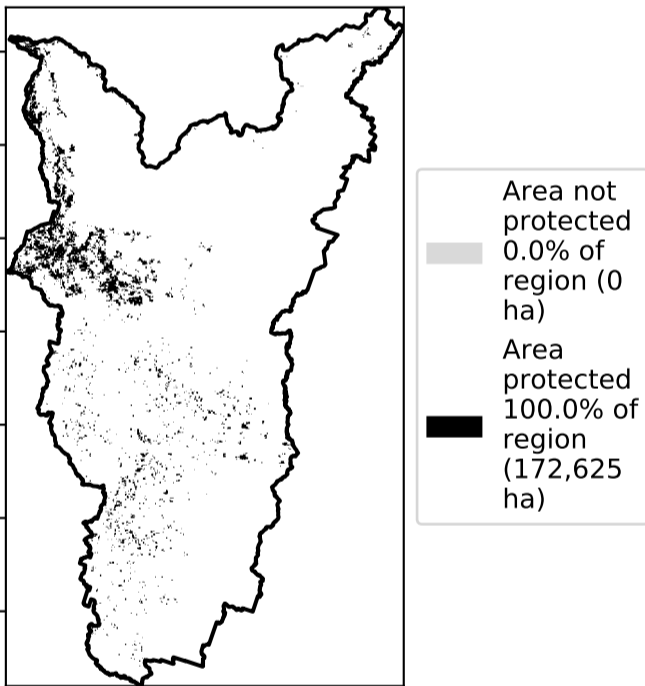 Area not
protected
0.0% of
region (0
ha)
Area
protected
100.0% of
region
(172,625
ha)